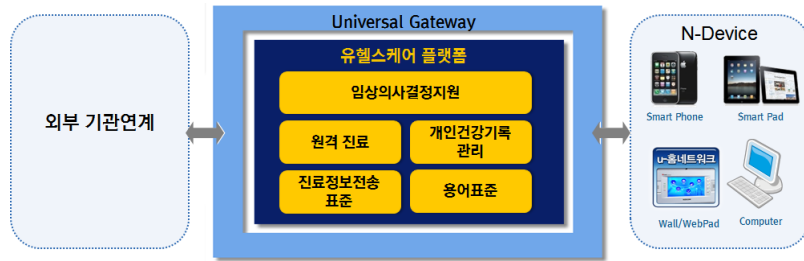 Universal Gateway
유헬스케어 플랫폼
임상의사결정지원
원격 진료
개인건강기록
관리
진료정보전송
표준
용어표준
외부 기관연계
N-Device
Smart Phone
Smart Pad
u-홈네트워크
Wall/WebPad
Computer